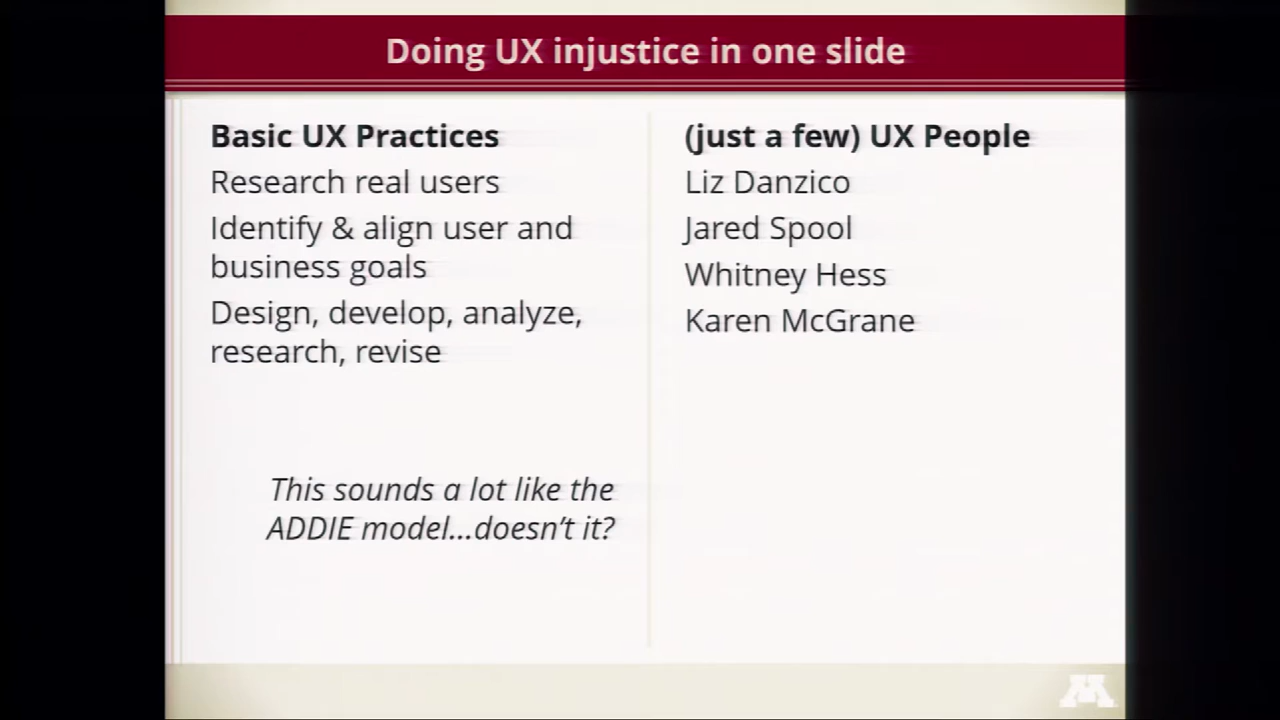 Doing UX injustice in one slide
Basic UX Practices
Research real users
Identify & align user and
business goals
Design, develop, analyze,
research, revise
This sounds a lot like the
ADDIE model...doesn't it?
(just a few) UX People
Liz Danzico
Jared Spool
Whitney Hess
Karen McGrane
M